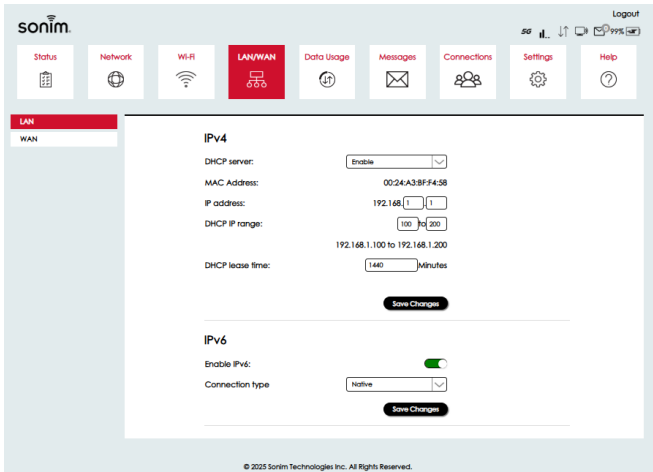 Logout
sonim
5G 99%
Status Network Wi-Fi LAN/WAN Data Usage Messages Connections Settings Help
LAN
WAN
IPv4
DHCP server: Enable
MAC Address: 00:24:A3:BF:F4:58
IP address: 192.168. 1 . 1
DHCP IP range: 100 to 200
192.168.1.100 to 192.168.1.200
DHCP lease time: 1440 Minutes
Save Changes
IPv6
Enable IPv6:
Connection type Native
Save Changes
© 2025 Sonim Technologies Inc. All Rights Reserved.